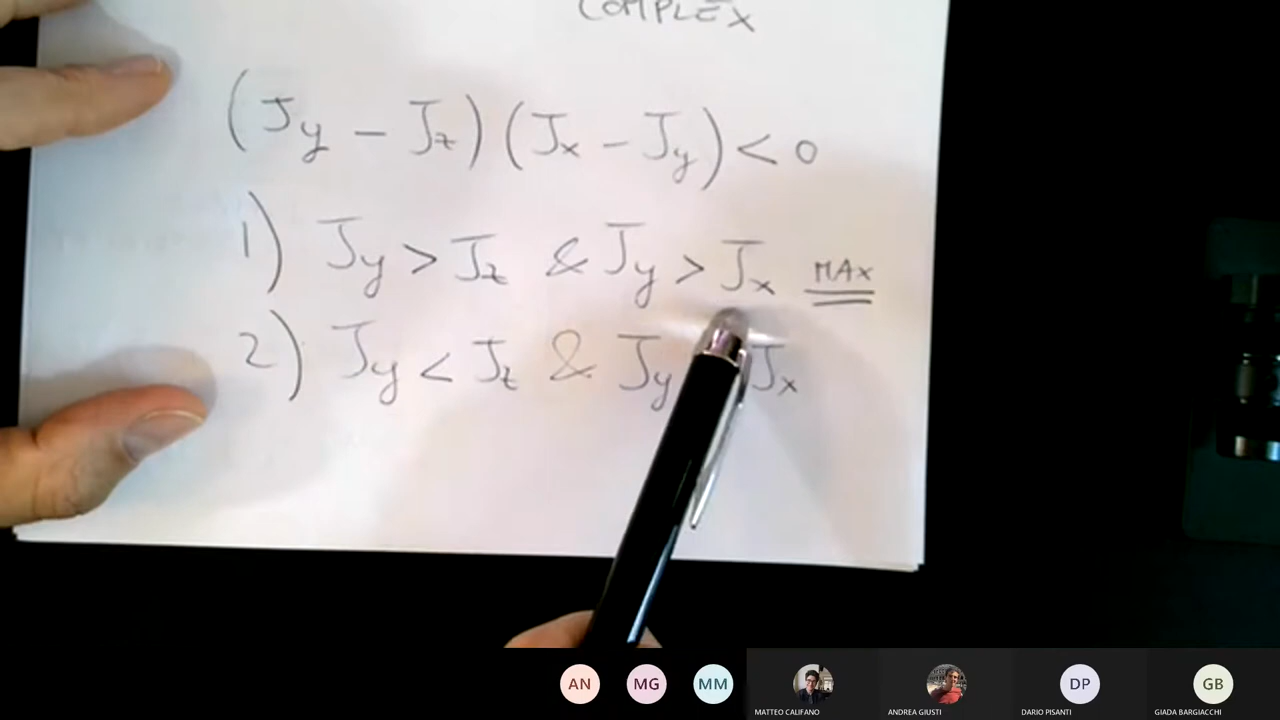 COMPLEX
(Jy - Jz) (Jx - Jy) < 0
1) Jy > Jz & Jy > Jx MAX
2) Jy < Jz & Jy Jx
AN MG MM DP GB
MATTEO CALIFANO ANDREA GIUSTI DARIO PISANTI GIADA BARGIACCHI